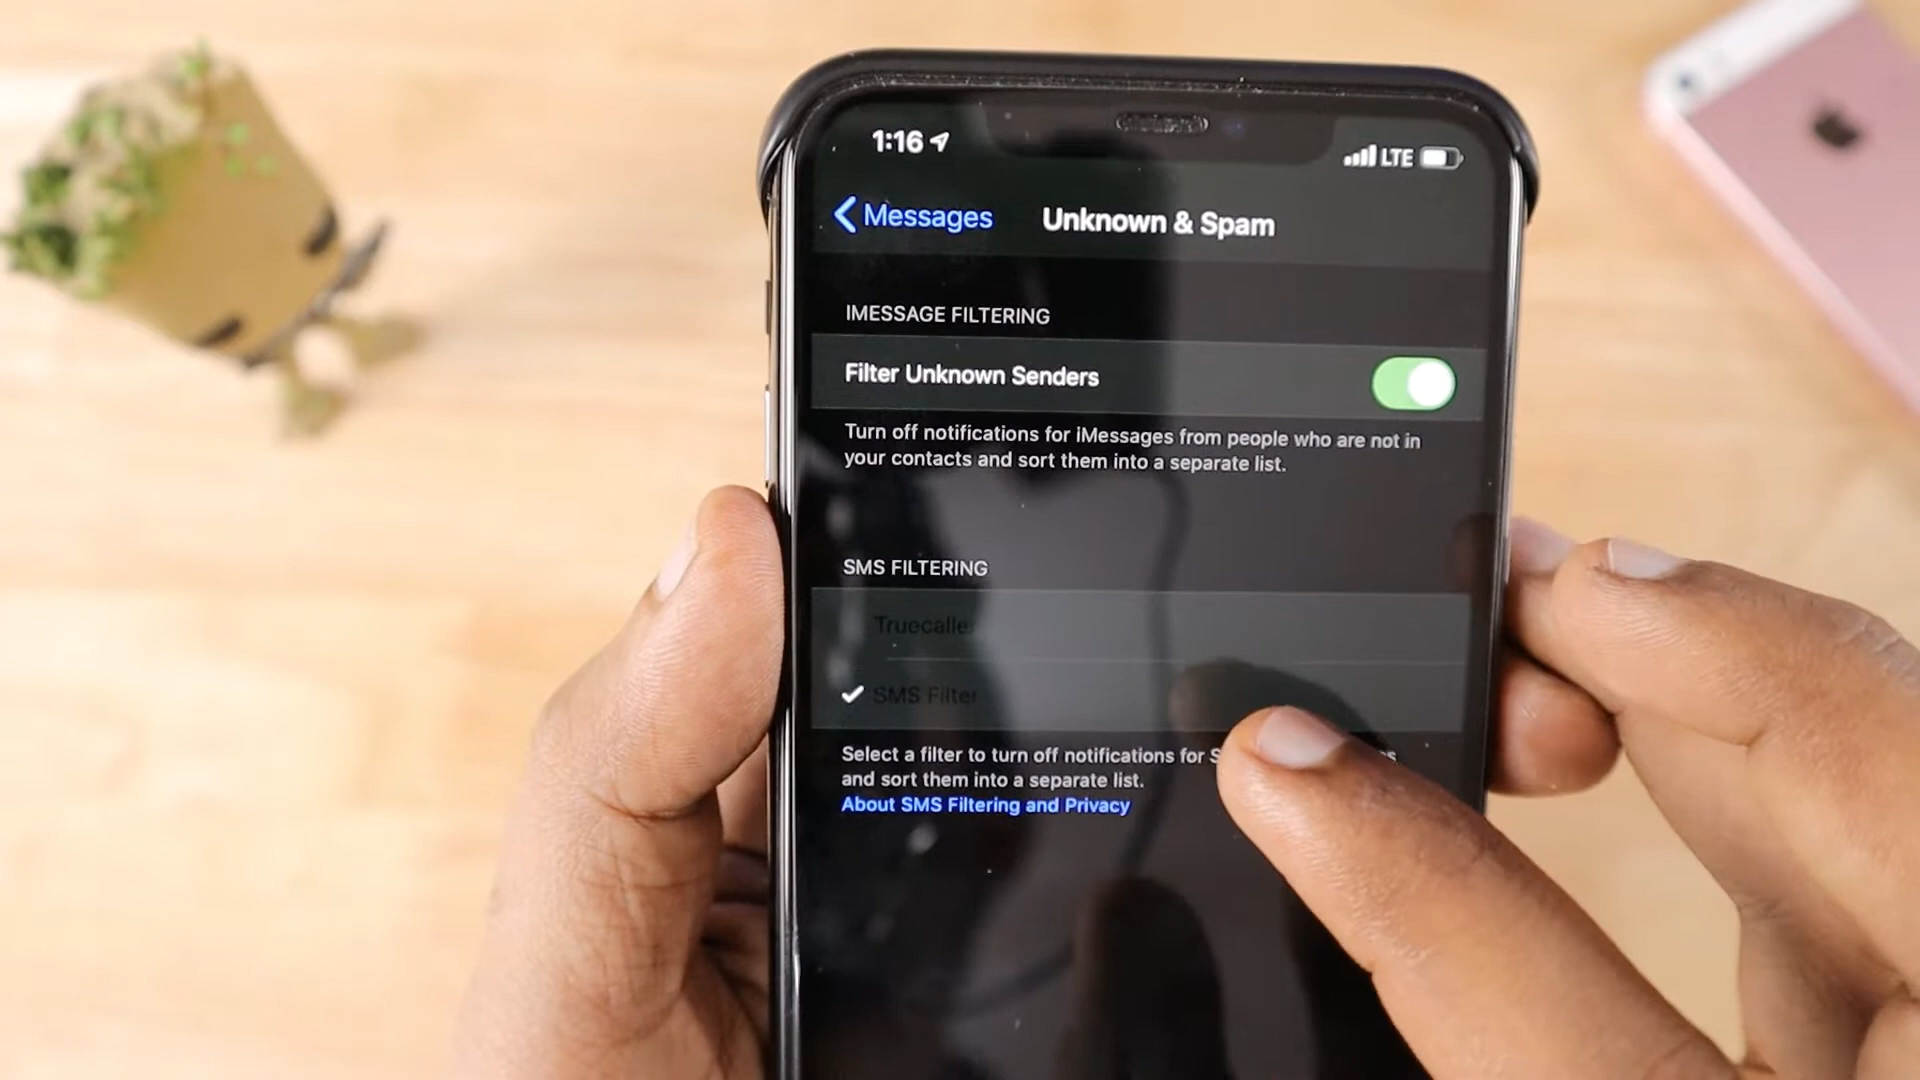 1:16
LTE
Messages
Unknown & Spam
IMESSAGE FILTERING
Filter Unknown Senders
Turn off notifications for iMessages from people who are not in
your contacts and sort them into a separate list.
SMS FILTERING
Truecaller
SMS Filter
Select a filter to turn off notifications for
and sort them into a separate list.
About SMS Filtering and Privacy